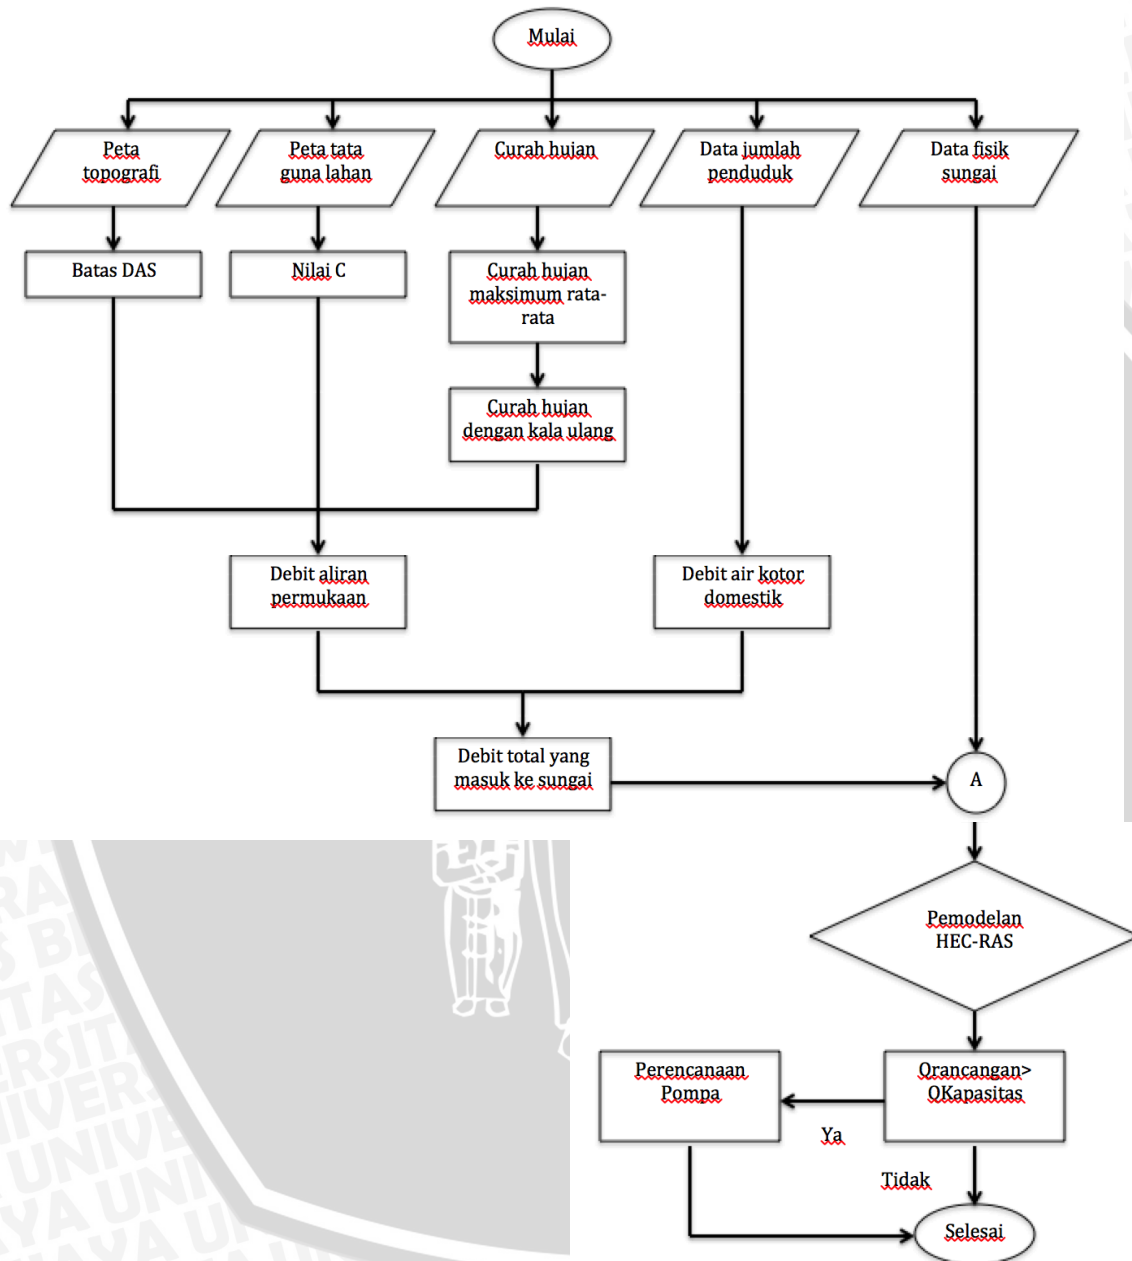 Mulai
Peta
topografi
Peta tata
guna lahan
Curah hujan
Data jumlah
penduduk
Data fisik
sungai
Batas DAS
Nilai C
Curah hujan
maksimum rata-
rata
Curah hujan
dengan kala ulang
Debit aliran
permukaan
Debit air kotor
domestik
Debit total yang
masuk ke sungai
A
Pemodelan
HEC-RAS
Perencanaan
Pompa
Qrancangan>
QKapasitas
Ya
Tidak
Selesai